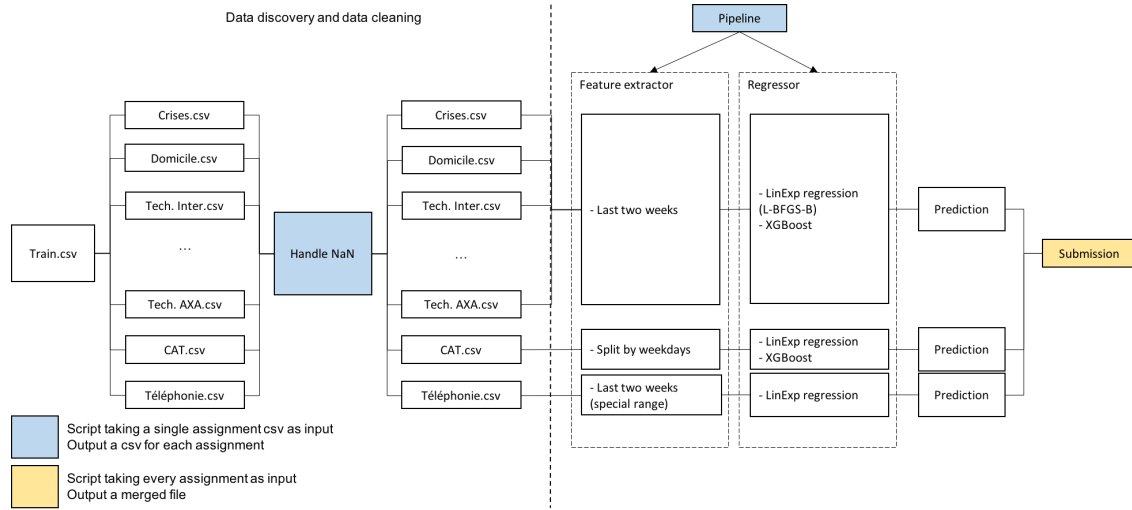 Data discovery and data cleaning
Pipeline
Feature extractor
Regressor
Crises.csv
Domicile.csv
Tech. Inter.csv
...
Tech. AXA.csv
CAT.csv
Téléphonie.csv
Train.csv
Handle NaN
Crises.csv
Domicile.csv
Tech. Inter.csv
...
Tech. AXA.csv
CAT.csv
Téléphonie.csv
- Last two weeks
- LinExp regression
(L-BFGS-B)
- XGBoost
Prediction
Submission
- Split by weekdays
- LinExp regression
- XGBoost
Prediction
- Last two weeks
(special range)
- LinExp regression
Prediction
Script taking a single assignment csv as input
Output a csv for each assignment
Script taking every assignment as input
Output a merged file